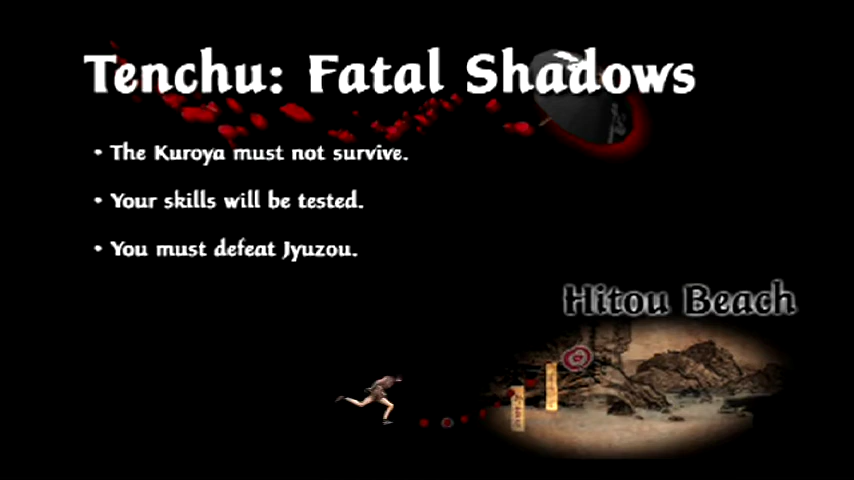 Tenchu: Fatal Shadows
• The Kuroya must not survive.
• Your skills will be tested.
• You must defeat Jyuzou.
Hitou Beach